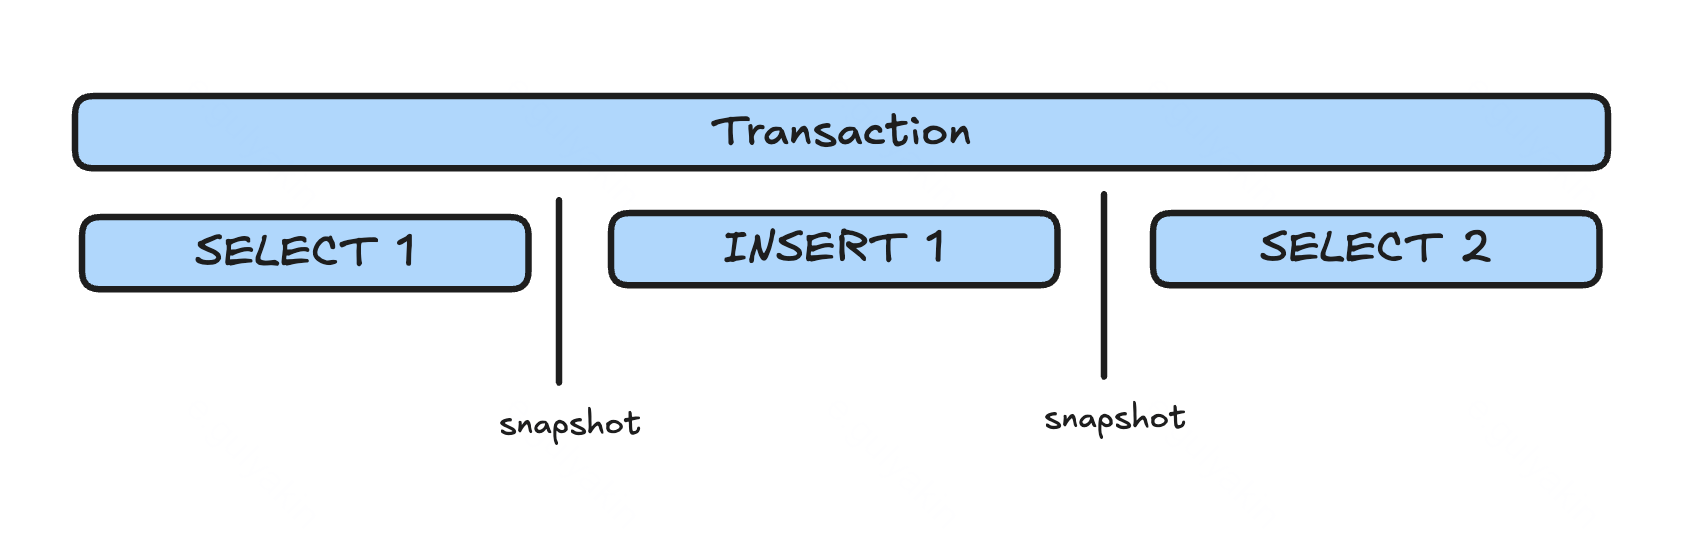 Transaction
SELECT 1
INSERT 1
SELECT 2
snapshot
snapshot